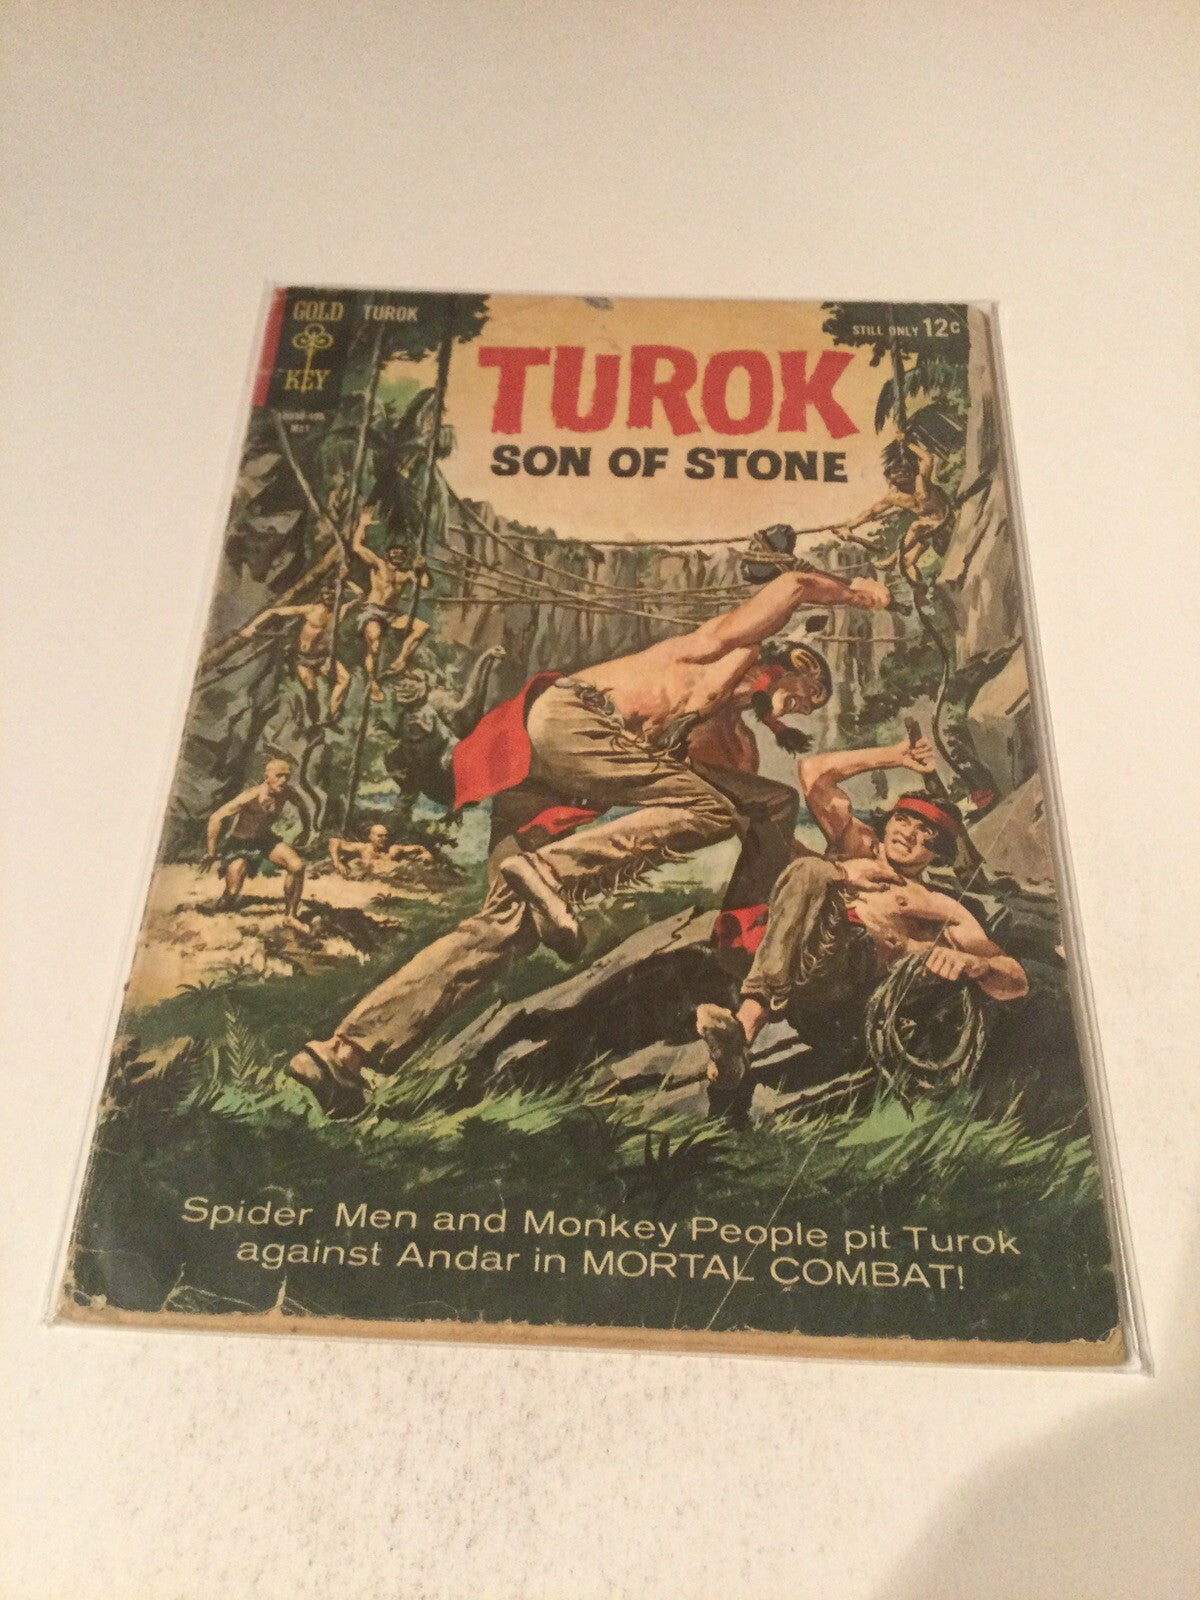 GOLD
KEY
TUROK
STILL ONLY 12¢
TUROK
SON OF STONE
Spider Men and Monkey People pit Turok
against Andar in MORTAL COMBAT!